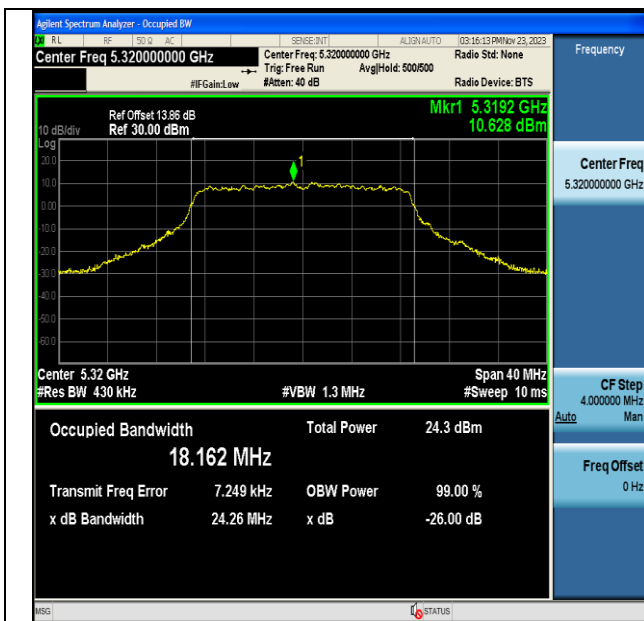 Agilent Spectrum Analyzer - Occupied BW
RL RF 50 Ω AC SENSE:INT ALIGN AUTO 03:16:13 PM Nov 23, 2023
Center Freq 5.320000000 GHz
Center Freq: 5.320000000 GHz
Radio Std: None
Trig: Free Run Avg|Hold: 500/500
#IFGain:Low #Atten: 40 dB Radio Device: BTS
Frequency
Mkr1 5.3192 GHz
10.628 dBm
Ref Offset 13.86 dB
10 dB/div Ref 30.00 dBm
Log
1
20.0
10.0
0.00
-10.0
-20.0
-30.0
-40.0
-50.0
-60.0
Center 5.32 GHz Span 40 MHz
#Res BW 430 kHz #VBW 1.3 MHz #Sweep 10 ms
Occupied Bandwidth Total Power 24.3 dBm
18.162 MHz
Transmit Freq Error 7.249 kHz OBW Power 99.00 %
x dB Bandwidth 24.26 MHz x dB -26.00 dB
Center Freq
5.320000000 GHz
CF Step
4.000000 MHz
Auto Man
Freq Offset
0 Hz
MSG STATUS